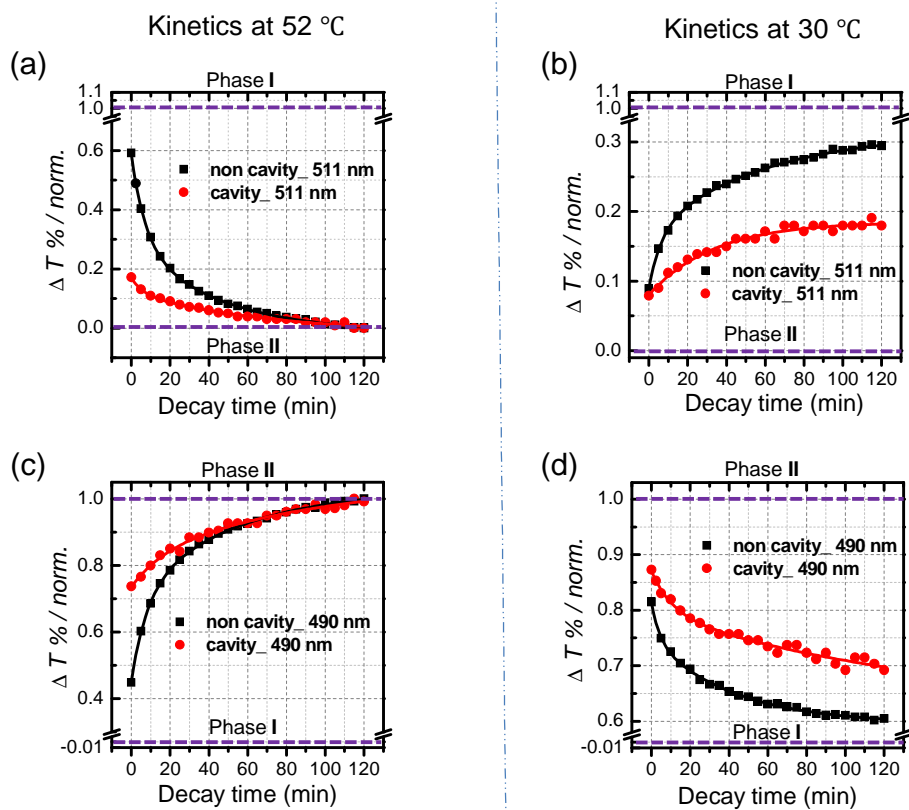 Kinetics at 52 ℃
Kinetics at 30 ℃
(a)
Phase I
1.1
1.0
0.6
0.4
0.2
0.0
non cavity_ 511 nm
cavity_ 511 nm
Δ T % / norm.
Phase II
0 20 40 60 80 100 120
Decay time (min)
(b)
Phase I
1.1
1.0
0.3
0.2
0.1
0.0
non cavity_ 511 nm
cavity_ 511 nm
Δ T % / norm.
Phase II
0 20 40 60 80 100 120
Decay time (min)
(c)
Phase II
1.0
0.8
0.6
0.4
-0.01
non cavity_ 490 nm
cavity_ 490 nm
Δ T % / norm.
Phase I
0 20 40 60 80 100 120
Decay time (min)
(d)
Phase II
1.0
0.9
0.8
0.7
0.6
-0.01
non cavity_ 490 nm
cavity_ 490 nm
Δ T % / norm.
Phase I
0 20 40 60 80 100 120
Decay time (min)